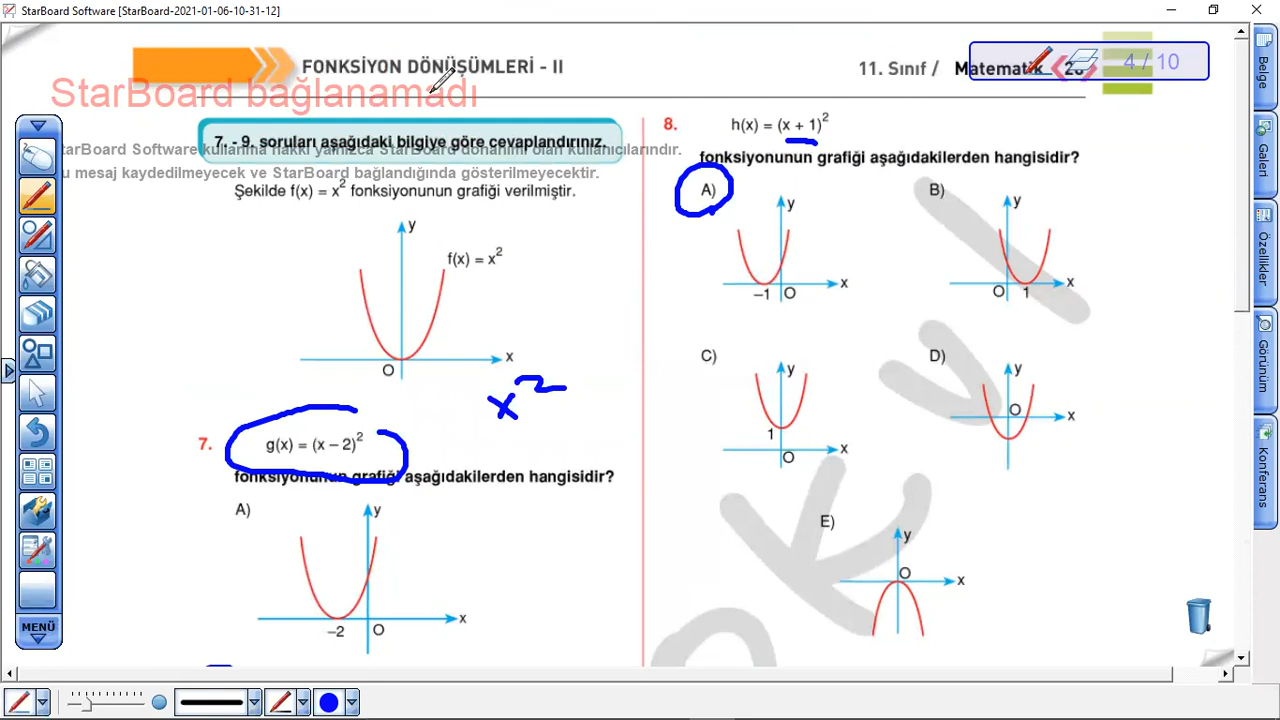 StarBoard Software [StarBoard-2021-01-06-10-31-12]
FONKSİYON DÖNÜŞÜMLERİ - II
11. Sınıf / Matematik 26
4 / 10
StarBoard bağlanamadı
7. - 9. soruları aşağıdaki bilgiye göre cevaplandırınız.
StarBoard Software kullanma hakkı yalnızca StarBoard donanımı olan kullanıcılarındır.
Bu mesaj kaydedilmeyecek ve StarBoard bağlandığında gösterilmeyecektir.
Şekilde f(x) = x² fonksiyonunun grafiği verilmiştir.
y
f(x) = x²
x
O
x²
7. g(x) = (x – 2)²
fonksiyonunun grafiği aşağıdakilerden hangisidir?
A)
y
x
–2 O
8. h(x) = (x + 1)²
fonksiyonunun grafiği aşağıdakilerden hangisidir?
A)
y
x
–1 O
B)
y
x
O 1
C)
y
1
x
O
D)
y
O
x
E)
y
O
x
MENÜ
Belge
Galeri
Özellikler
Görünüm
Konferans